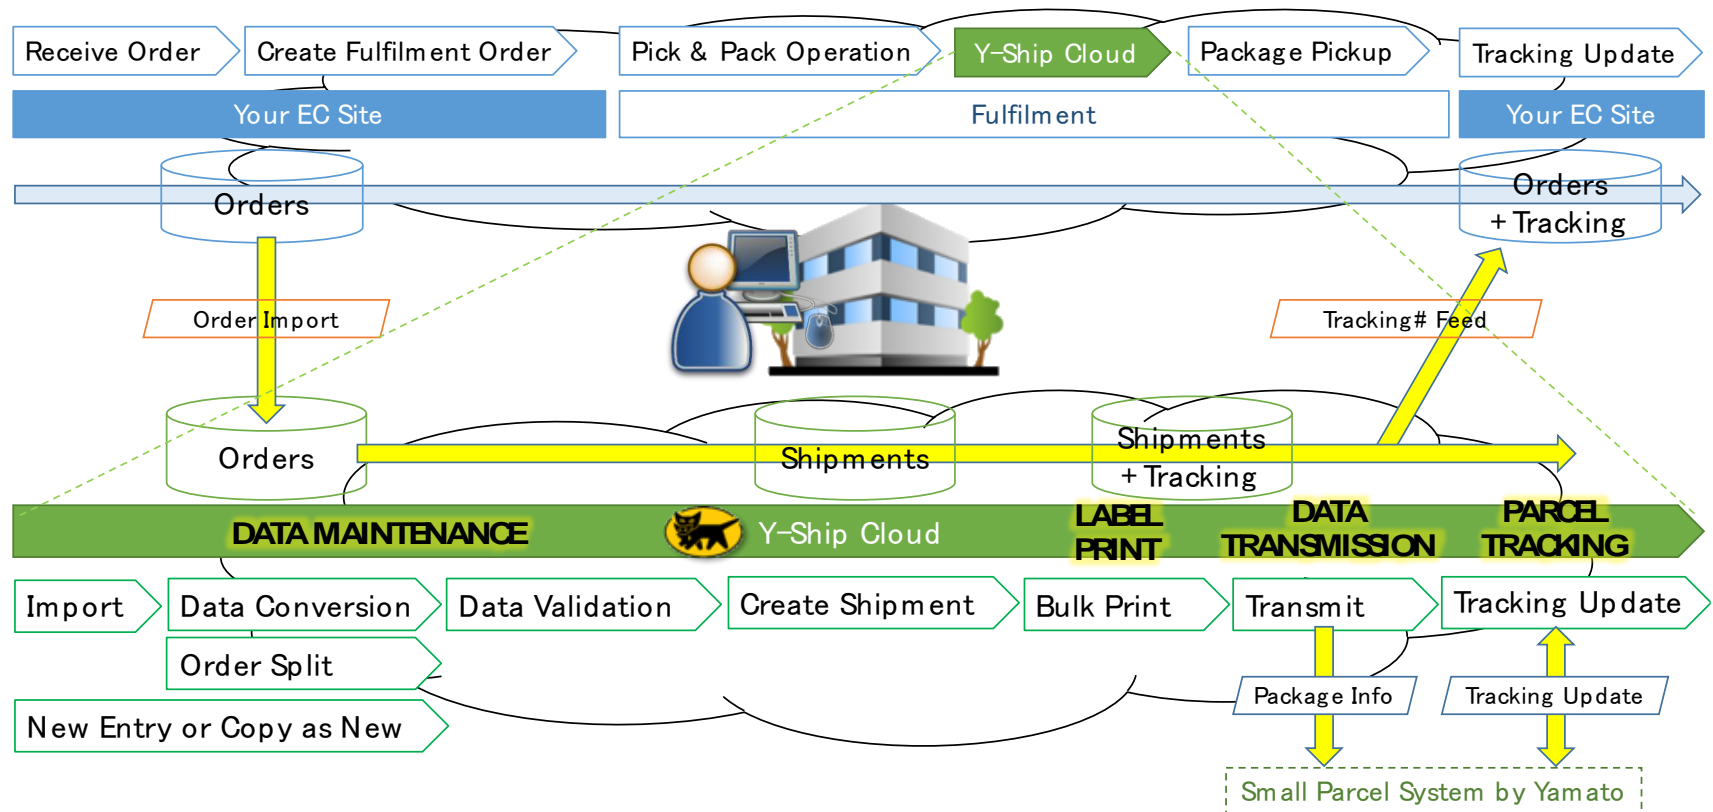 Receive Order
Create Fulfilment Order
Pick & Pack Operation
Y-Ship Cloud
Package Pickup
Tracking Update
Your EC Site
Fulfilment
Your EC Site
Orders
Orders
+ Tracking
Order Import
Tracking# Feed
Orders
Shipments
Shipments
+ Tracking
DATA MAINTENANCE
Y-Ship Cloud
LABEL
PRINT
DATA
TRANSMISSION
PARCEL
TRACKING
Import
Data Conversion
Data Validation
Create Shipment
Bulk Print
Transmit
Tracking Update
Order Split
New Entry or Copy as New
Package Info
Tracking Update
Small Parcel System by Yamato